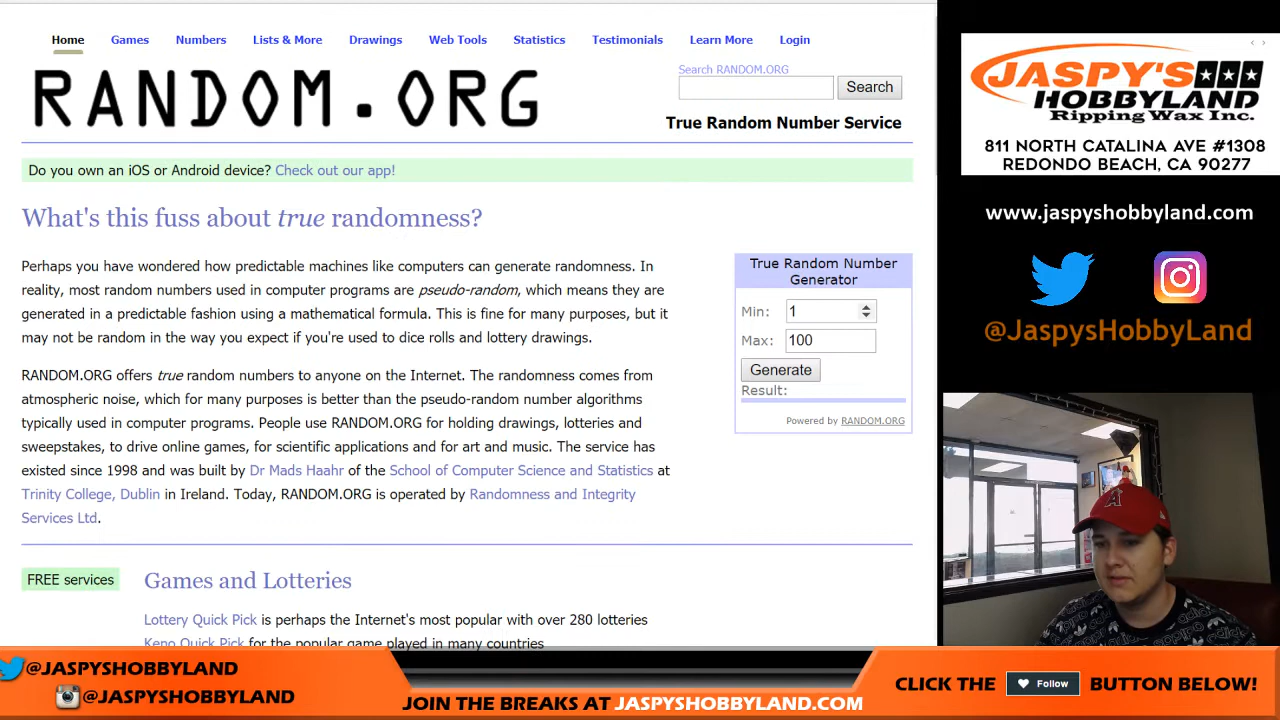 Home Games Numbers Lists & More Drawings Web Tools Statistics Testimonials Learn More Login
RANDOM.ORG
Search RANDOM.ORG
Search
True Random Number Service
Do you own an iOS or Android device? Check out our app!
What's this fuss about true randomness?
Perhaps you have wondered how predictable machines like computers can generate randomness. In
reality, most random numbers used in computer programs are pseudo-random, which means they are
generated in a predictable fashion using a mathematical formula. This is fine for many purposes, but it
may not be random in the way you expect if you're used to dice rolls and lottery drawings.
RANDOM.ORG offers true random numbers to anyone on the Internet. The randomness comes from
atmospheric noise, which for many purposes is better than the pseudo-random number algorithms
typically used in computer programs. People use RANDOM.ORG for holding drawings, lotteries and
sweepstakes, to drive online games, for scientific applications and for art and music. The service has
existed since 1998 and was built by Dr Mads Haahr of the School of Computer Science and Statistics at
Trinity College, Dublin in Ireland. Today, RANDOM.ORG is operated by Randomness and Integrity
Services Ltd.
True Random Number
Generator
Min: 1
Max: 100
Generate
Result:
Powered by RANDOM.ORG
FREE services
Games and Lotteries
Lottery Quick Pick is perhaps the Internet's most popular with over 280 lotteries
Keno Quick Pick for the popular game played in many countries
JASPY'S
HOBBYLAND
Ripping Wax Inc.
811 NORTH CATALINA AVE #1308
REDONDO BEACH, CA 90277
www.jaspyshobbyland.com
@JaspysHobbyLand
A
@JASPYSHOBBYLAND
@JASPYSHOBBYLAND
JOIN THE BREAKS AT JASPYSHOBBYLAND.COM
CLICK THE Follow BUTTON BELOW!